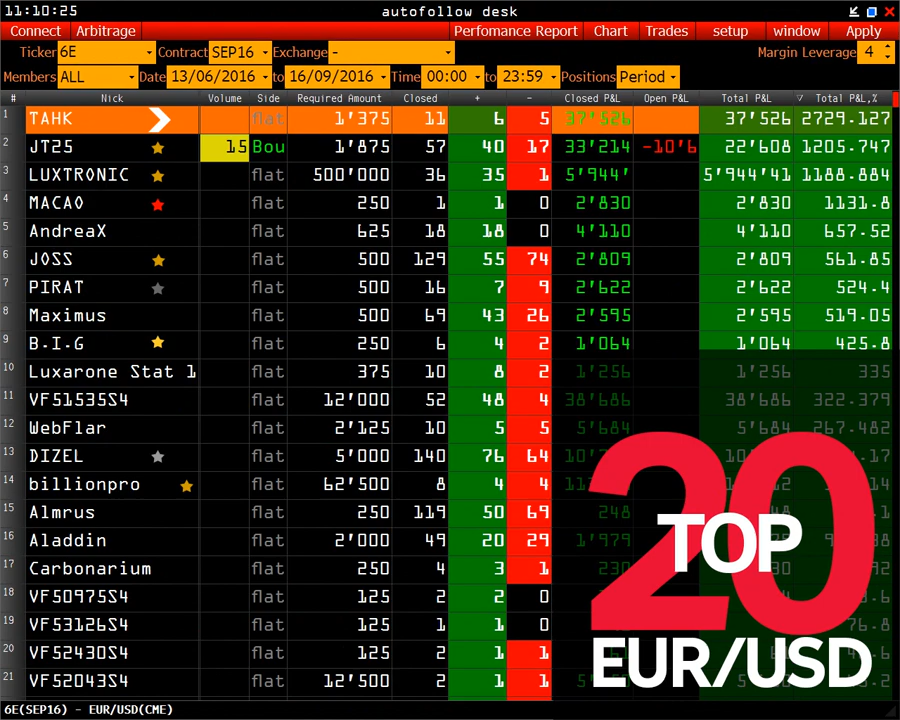 11:10:25 autofollow desk
Connect Arbitrage Perfomance Report Chart Trades setup window Apply
Ticker 6E Contract SEP16 Exchange - Margin Leverage 4
Members ALL Date 13/06/2016 to 16/09/2016 Time 00:00 to 23:59 Positions Period
# Nick Volume Side Required Amount Closed + - Closed P&L Open P&L Total P&L Total P&L,%
1 TAHK flat 1'375 11 6 5 37'526 37'526 2729.127
2 JT25 15 Bou 1'875 57 40 17 33'214 -10'6 22'608 1205.747
3 LUXTRONIC flat 500'000 36 35 1 5'944' 5'944'41 1188.884
4 MACAO flat 250 1 1 0 2'830 2'830 1131.8
5 AndreaX flat 625 18 18 0 4'110 4'110 657.52
6 JOSS flat 500 129 55 74 2'809 2'809 561.85
7 PIRAT flat 500 16 7 9 2'622 2'622 524.4
8 Maximus flat 500 69 43 26 2'595 2'595 519.05
9 B.I.G flat 250 6 4 2 1'064 1'064 425.8
10 Luxarone Stat 1 flat 375 10 8 2 1'256 1'256 335
11 VF51535S4 flat 12'000 52 48 4 38'686 38'686 322.379
12 WebFlar flat 2'125 10 5 5 5'684 5'684 267.482
13 DIZEL flat 5'000 140 76 64
14 billionpro flat 62'500 8 4 4
15 Almrus flat 250 119 50 69 248
16 Aladdin flat 2'000 49 20 29 1'979
17 Carbonarium flat 250 4 3 1 230
18 VF50975S4 flat 125 2 2 0
19 VF53126S4 flat 125 1 1 0
20 VF52430S4 flat 125 2 1 1
21 VF52043S4 flat 12'500 2 1 1
20
TOP
EUR/USD
6E(SEP16) - EUR/USD(CME)